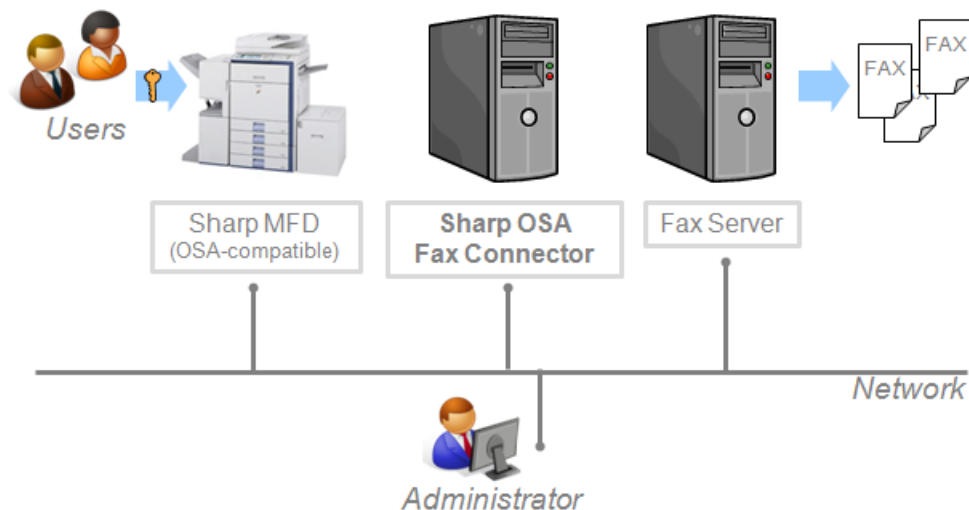 FAX
FAX
Users
Sharp MFD
(OSA-compatible)
Sharp OSA
Fax Connector
Fax Server
Network
Administrator